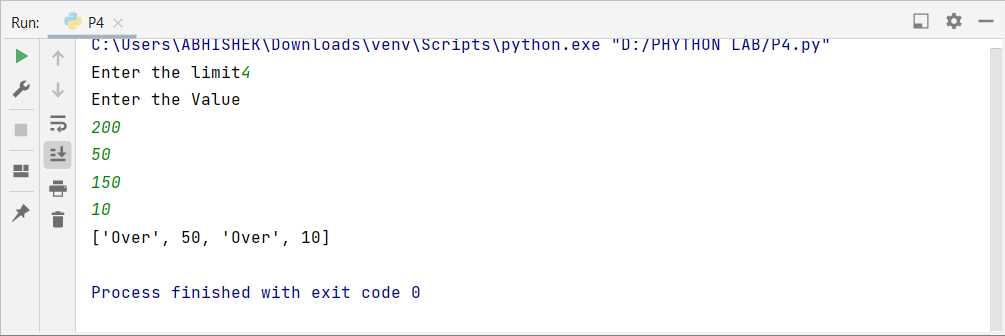 Run: P4
C:\Users\ABHISHEK\Downloads\venv\Scripts\python.exe "D:/PHYTHON LAB/P4.py"
Enter the limit4
Enter the Value
200
50
150
10
['Over', 50, 'Over', 10]
Process finished with exit code 0